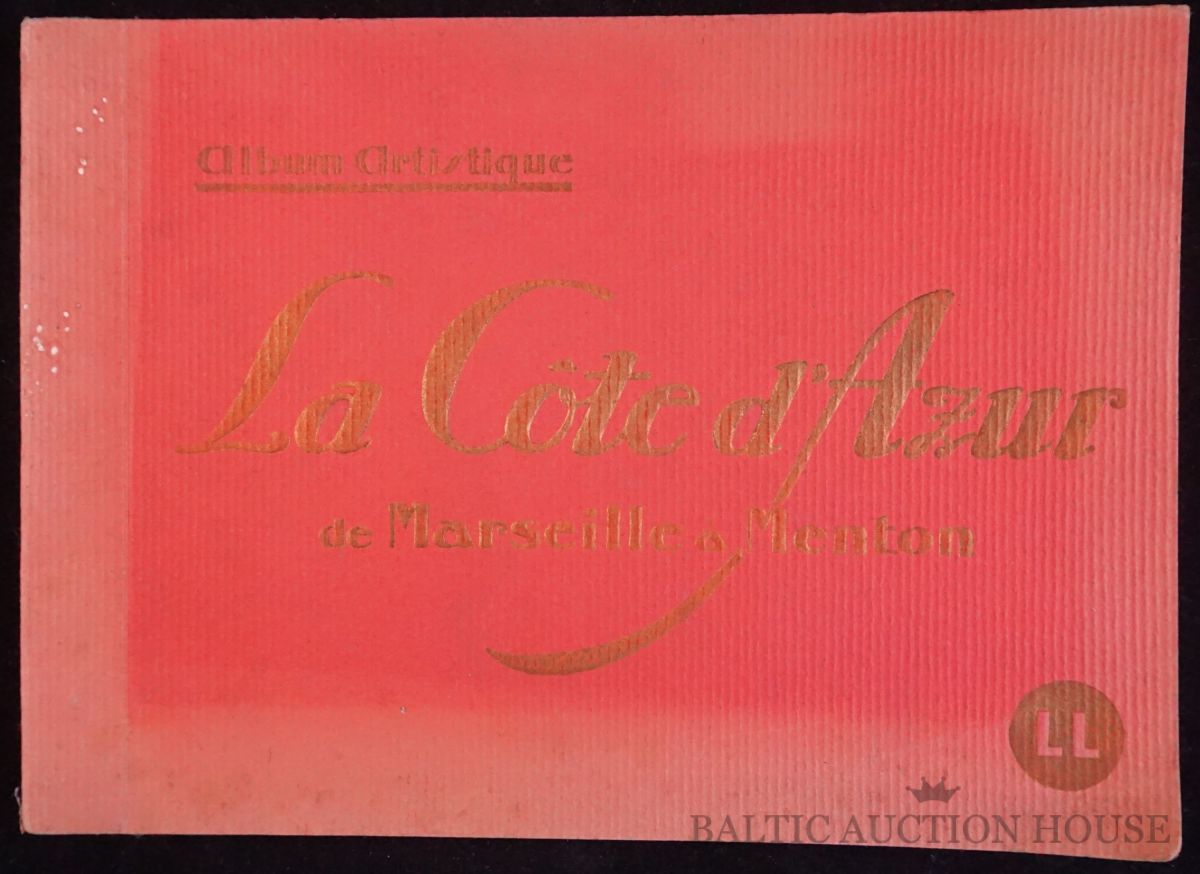 Album Artistique
La Côte d'Azur
de Marseille à Menton
LL
BALTIC AUCTION HOUSE